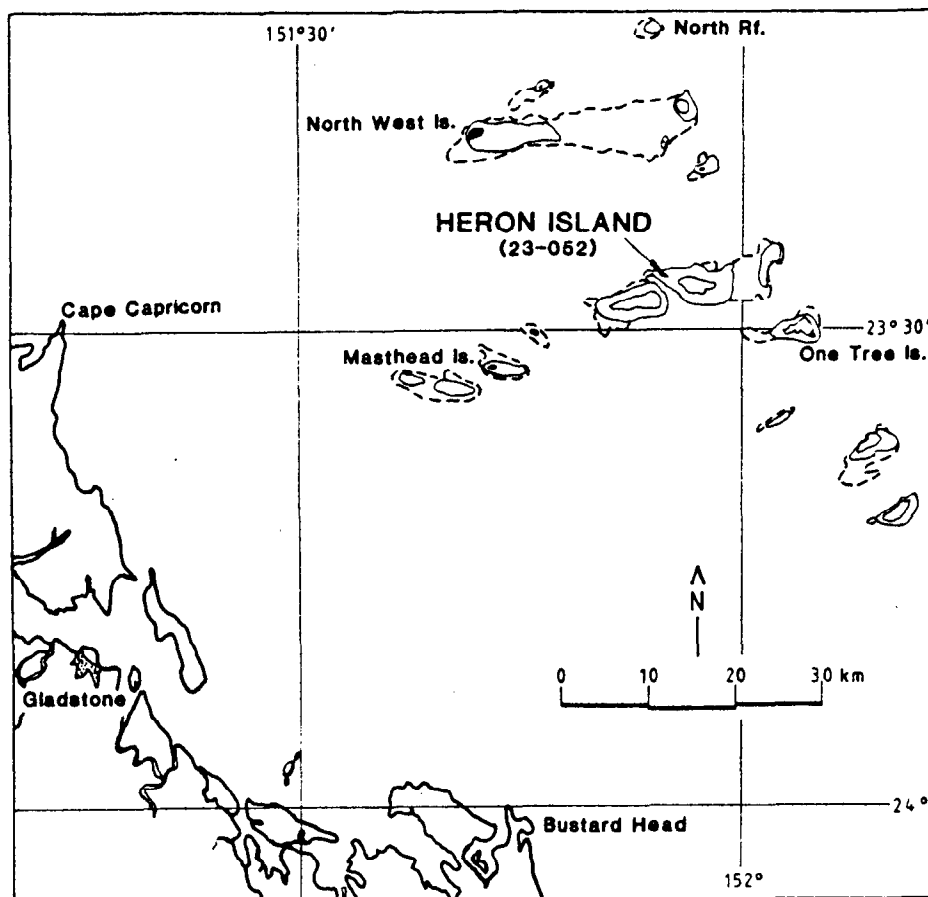 151°30'
North Rf.
North West Is.
HERON ISLAND
(23-052)
Cape Capricorn
23°30'
Masthead Is.
One Tree Is.
N
0 10 20 30 km
Gladstone
Bustard Head
24°
152°